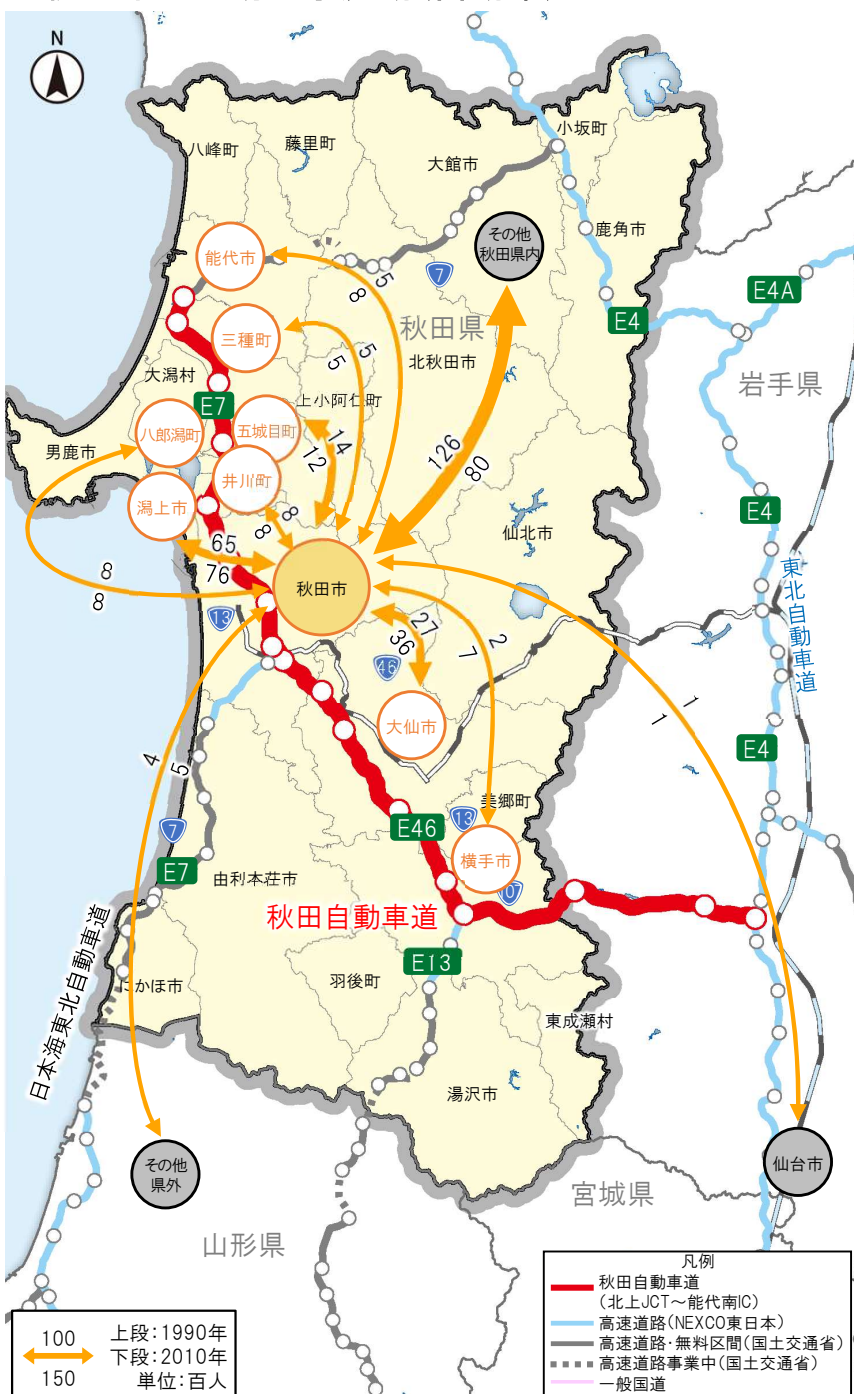 N
八峰町
藤里町
小坂町
大館市
鹿角市
その他
秋田県内
能代市
7
5
8
E4A
秋田県
E4
三種町
北秋田市
岩手県
大潟村
5
5
上小阿仁町
E7
八郎潟町
五城目町
男鹿市
14
12
126
80
井川町
潟上市
E4
8
8
仙北市
65
76
秋田市
東北自動車道
8
8
13
27
36
2
7
46
1
1
大仙市
E4
4
5
美郷町
7
E46
13
横手市
E7
107
由利本荘市
秋田自動車道
E13
羽後町
にかほ市
東成瀬村
日本海東北自動車道
湯沢市
その他
県外
仙台市
宮城県
山形県
凡例
秋田自動車道
(北上JCT~能代南IC)
高速道路(NEXCO東日本)
高速道路・無料区間(国土交通省)
高速道路事業中(国土交通省)
一般国道
100
上段:1990年
下段:2010年
150
単位:百人